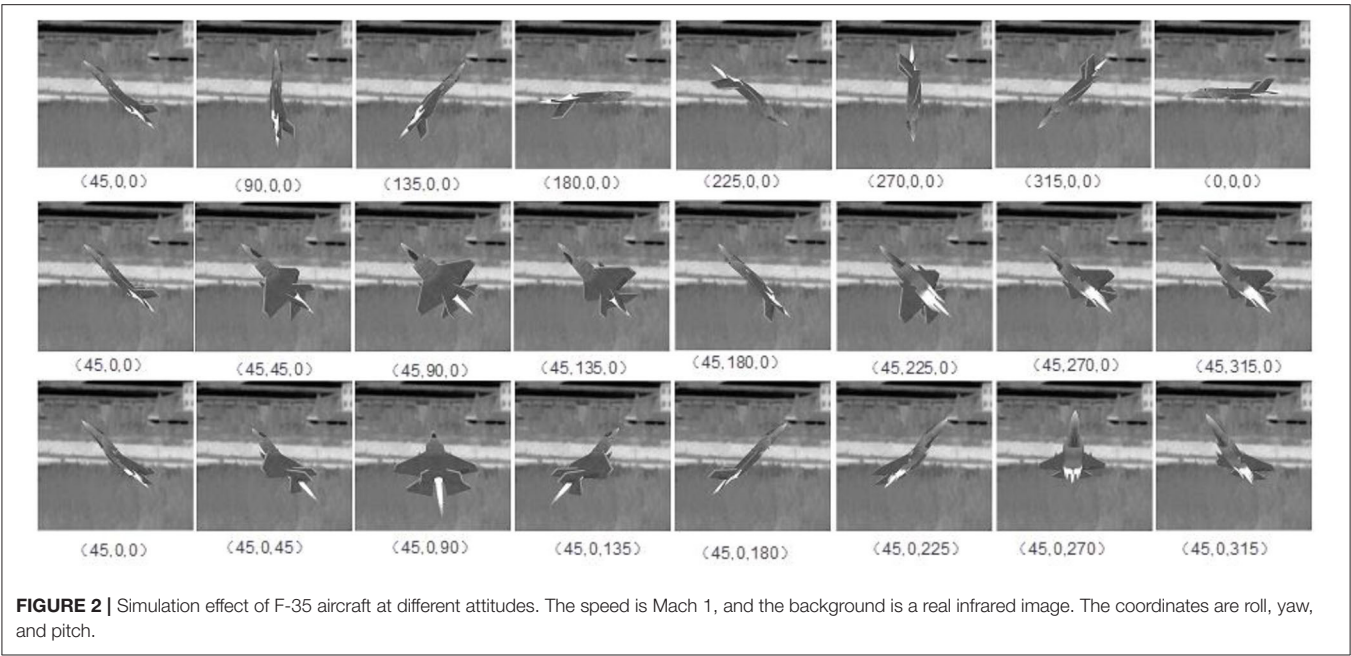 (45,0,0) (90,0,0) (135,0,0) (180,0,0) (225,0,0) (270,0,0) (315,0,0) (0,0,0)
(45,0,0) (45,45,0) (45,90,0) (45,135,0) (45,180,0) (45,225,0) (45,270,0) (45,315,0)
(45,0,0) (45,0,45) (45,0,90) (45,0,135) (45,0,180) (45,0,225) (45,0,270) (45,0,315)
FIGURE 2 | Simulation effect of F-35 aircraft at different attitudes. The speed is Mach 1, and the background is a real infrared image. The coordinates are roll, yaw,
and pitch.